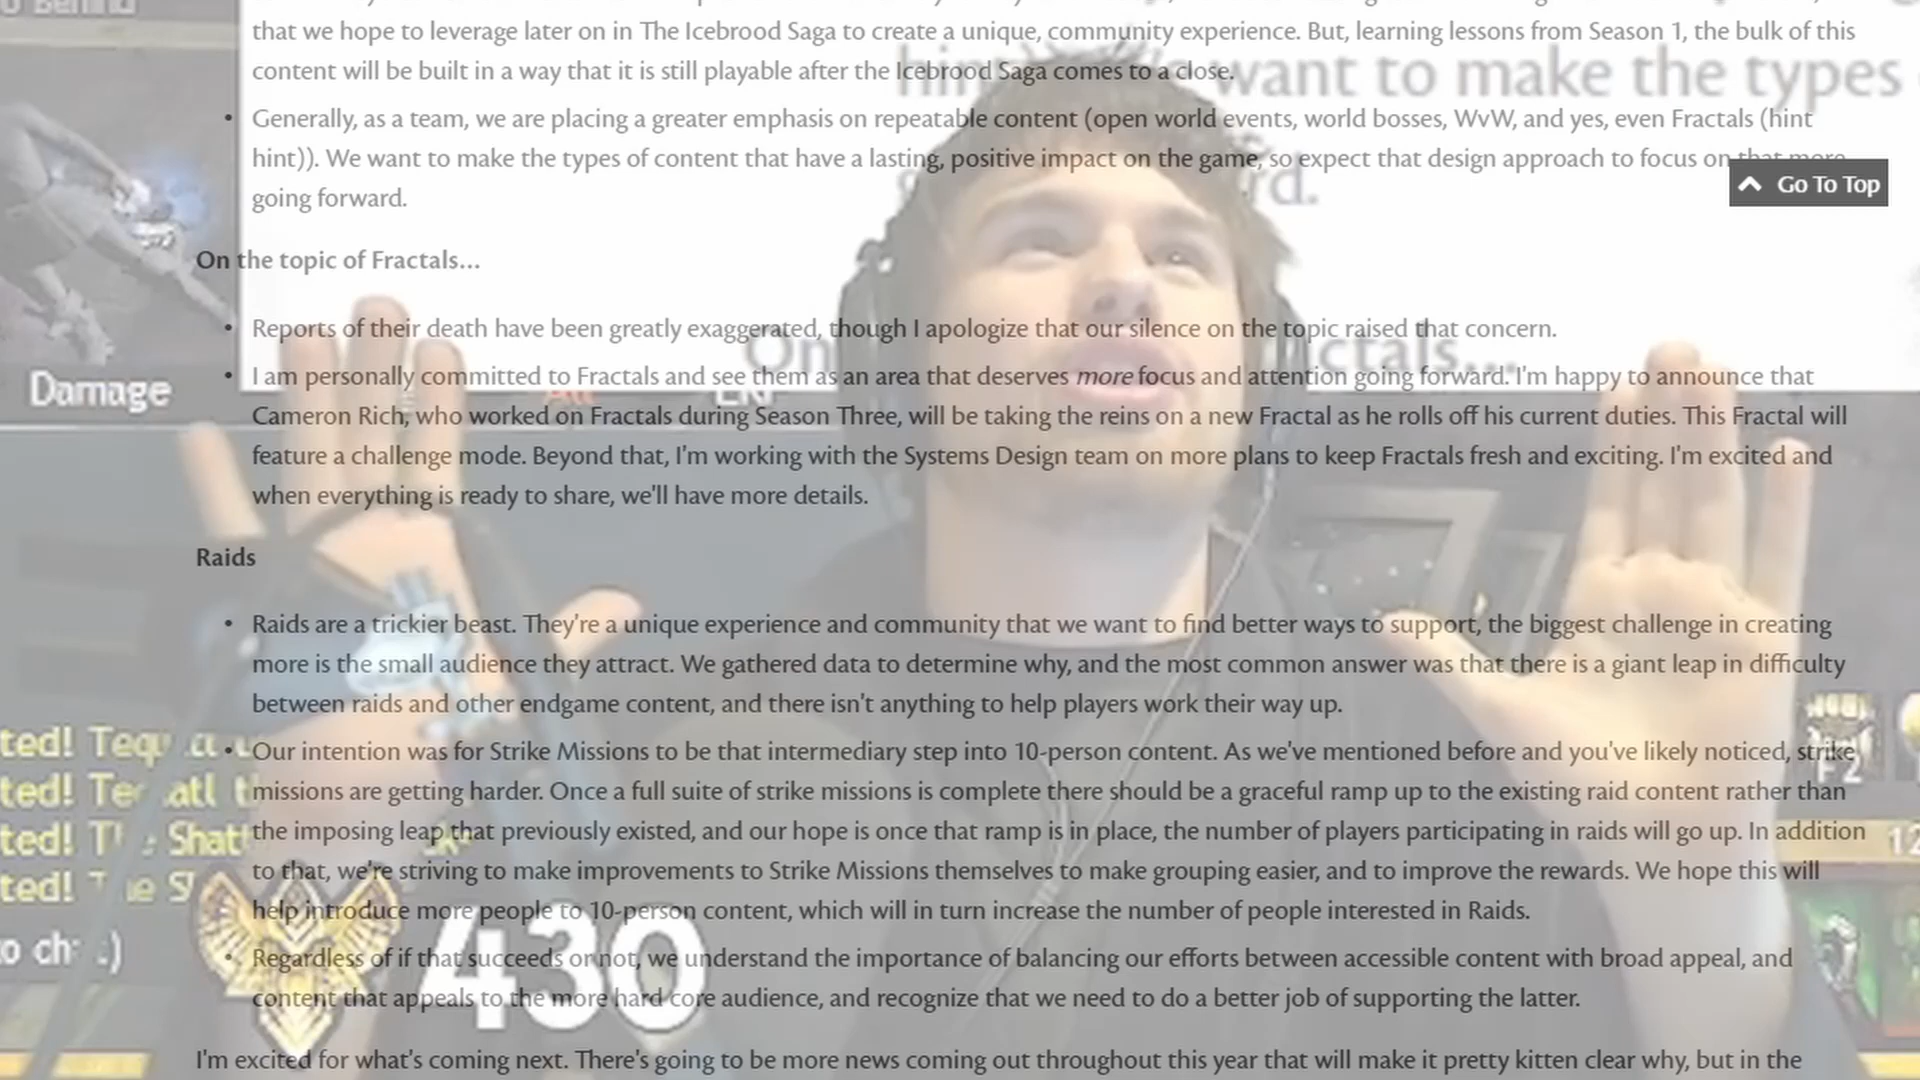 that we hope to leverage later on in The Icebrood Saga to create a unique, community experience. But, learning lessons from Season 1, the bulk of this
content will be built in a way that it is still playable after the Icebrood Saga comes to a close.
want to make the types
• Generally, as a team, we are placing a greater emphasis on repeatable content (open world events, world bosses, WvW, and yes, even Fractals (hint
hint)). We want to make the types of content that have a lasting, positive impact on the game, so expect that design approach to focus on that more
going forward.
Go To Top
On the topic of Fractals...
• Reports of their death have been greatly exaggerated, though I apologize that our silence on the topic raised that concern.
• I am personally committed to Fractals and see them as an area that deserves more focus and attention going forward. I'm happy to announce that
Damage
Cameron Rich, who worked on Fractals during Season Three, will be taking the reins on a new Fractal as he rolls off his current duties. This Fractal will
feature a challenge mode. Beyond that, I'm working with the Systems Design team on more plans to keep Fractals fresh and exciting. I'm excited and
when everything is ready to share, we'll have more details.
Raids
• Raids are a trickier beast. They're a unique experience and community that we want to find better ways to support, the biggest challenge in creating
more is the small audience they attract. We gathered data to determine why, and the most common answer was that there is a giant leap in difficulty
between raids and other endgame content, and there isn't anything to help players work their way up.
• Our intention was for Strike Missions to be that intermediary step into 10-person content. As we've mentioned before and you've likely noticed, strike
F2
missions are getting harder. Once a full suite of strike missions is complete there should be a graceful ramp up to the existing raid content rather than
the imposing leap that previously existed, and our hope is once that ramp is in place, the number of players participating in raids will go up. In addition
to that, we're striving to make improvements to Strike Missions themselves to make grouping easier, and to improve the rewards. We hope this will
help introduce more people to 10-person content, which will in turn increase the number of people interested in Raids.
430
• Regardless of if that succeeds or not, we understand the importance of balancing our efforts between accessible content with broad appeal, and
content that appeals to the more hard core audience, and recognize that we need to do a better job of supporting the latter.
I'm excited for what's coming next. There's going to be more news coming out throughout this year that will make it pretty kitten clear why, but in the